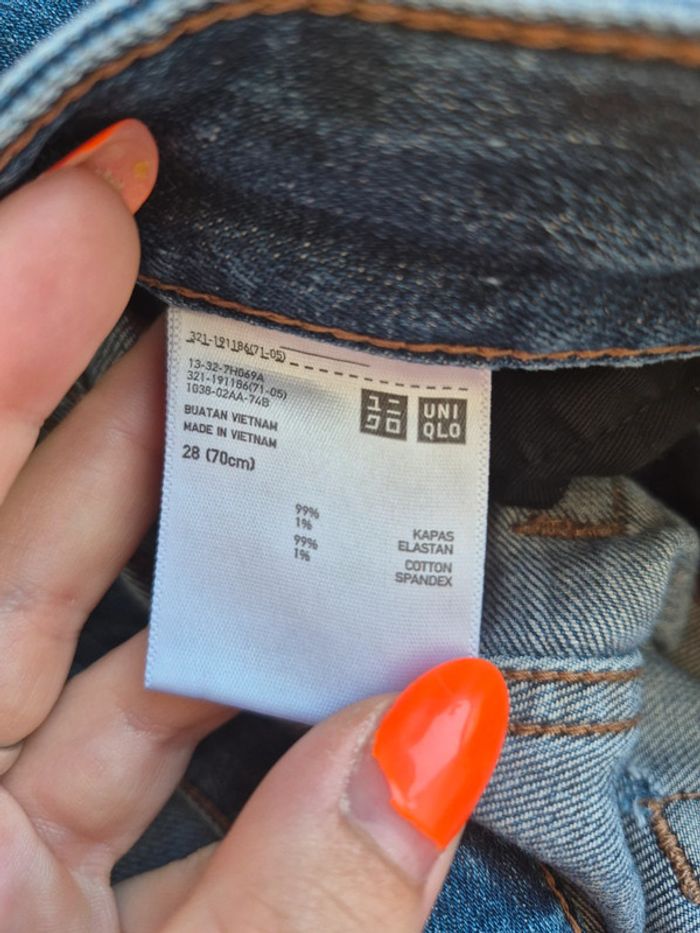 321-191186(71-05)
13-32-7H069A
321-191186(71-05)
1038-02AA-74B
BUATAN VIETNAM
MADE IN VIETNAM
28 (70cm)
ユニ
クロ
UNI
QLO
99% KAPAS
1% ELASTAN
99% COTTON
1% SPANDEX